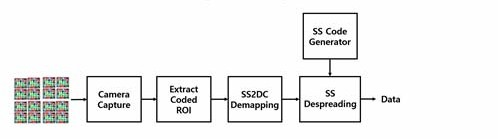 SS Code
Generator
Camera
Capture
Extract
Coded
ROI
SS2DC
Demapping
SS
Despreading
Data